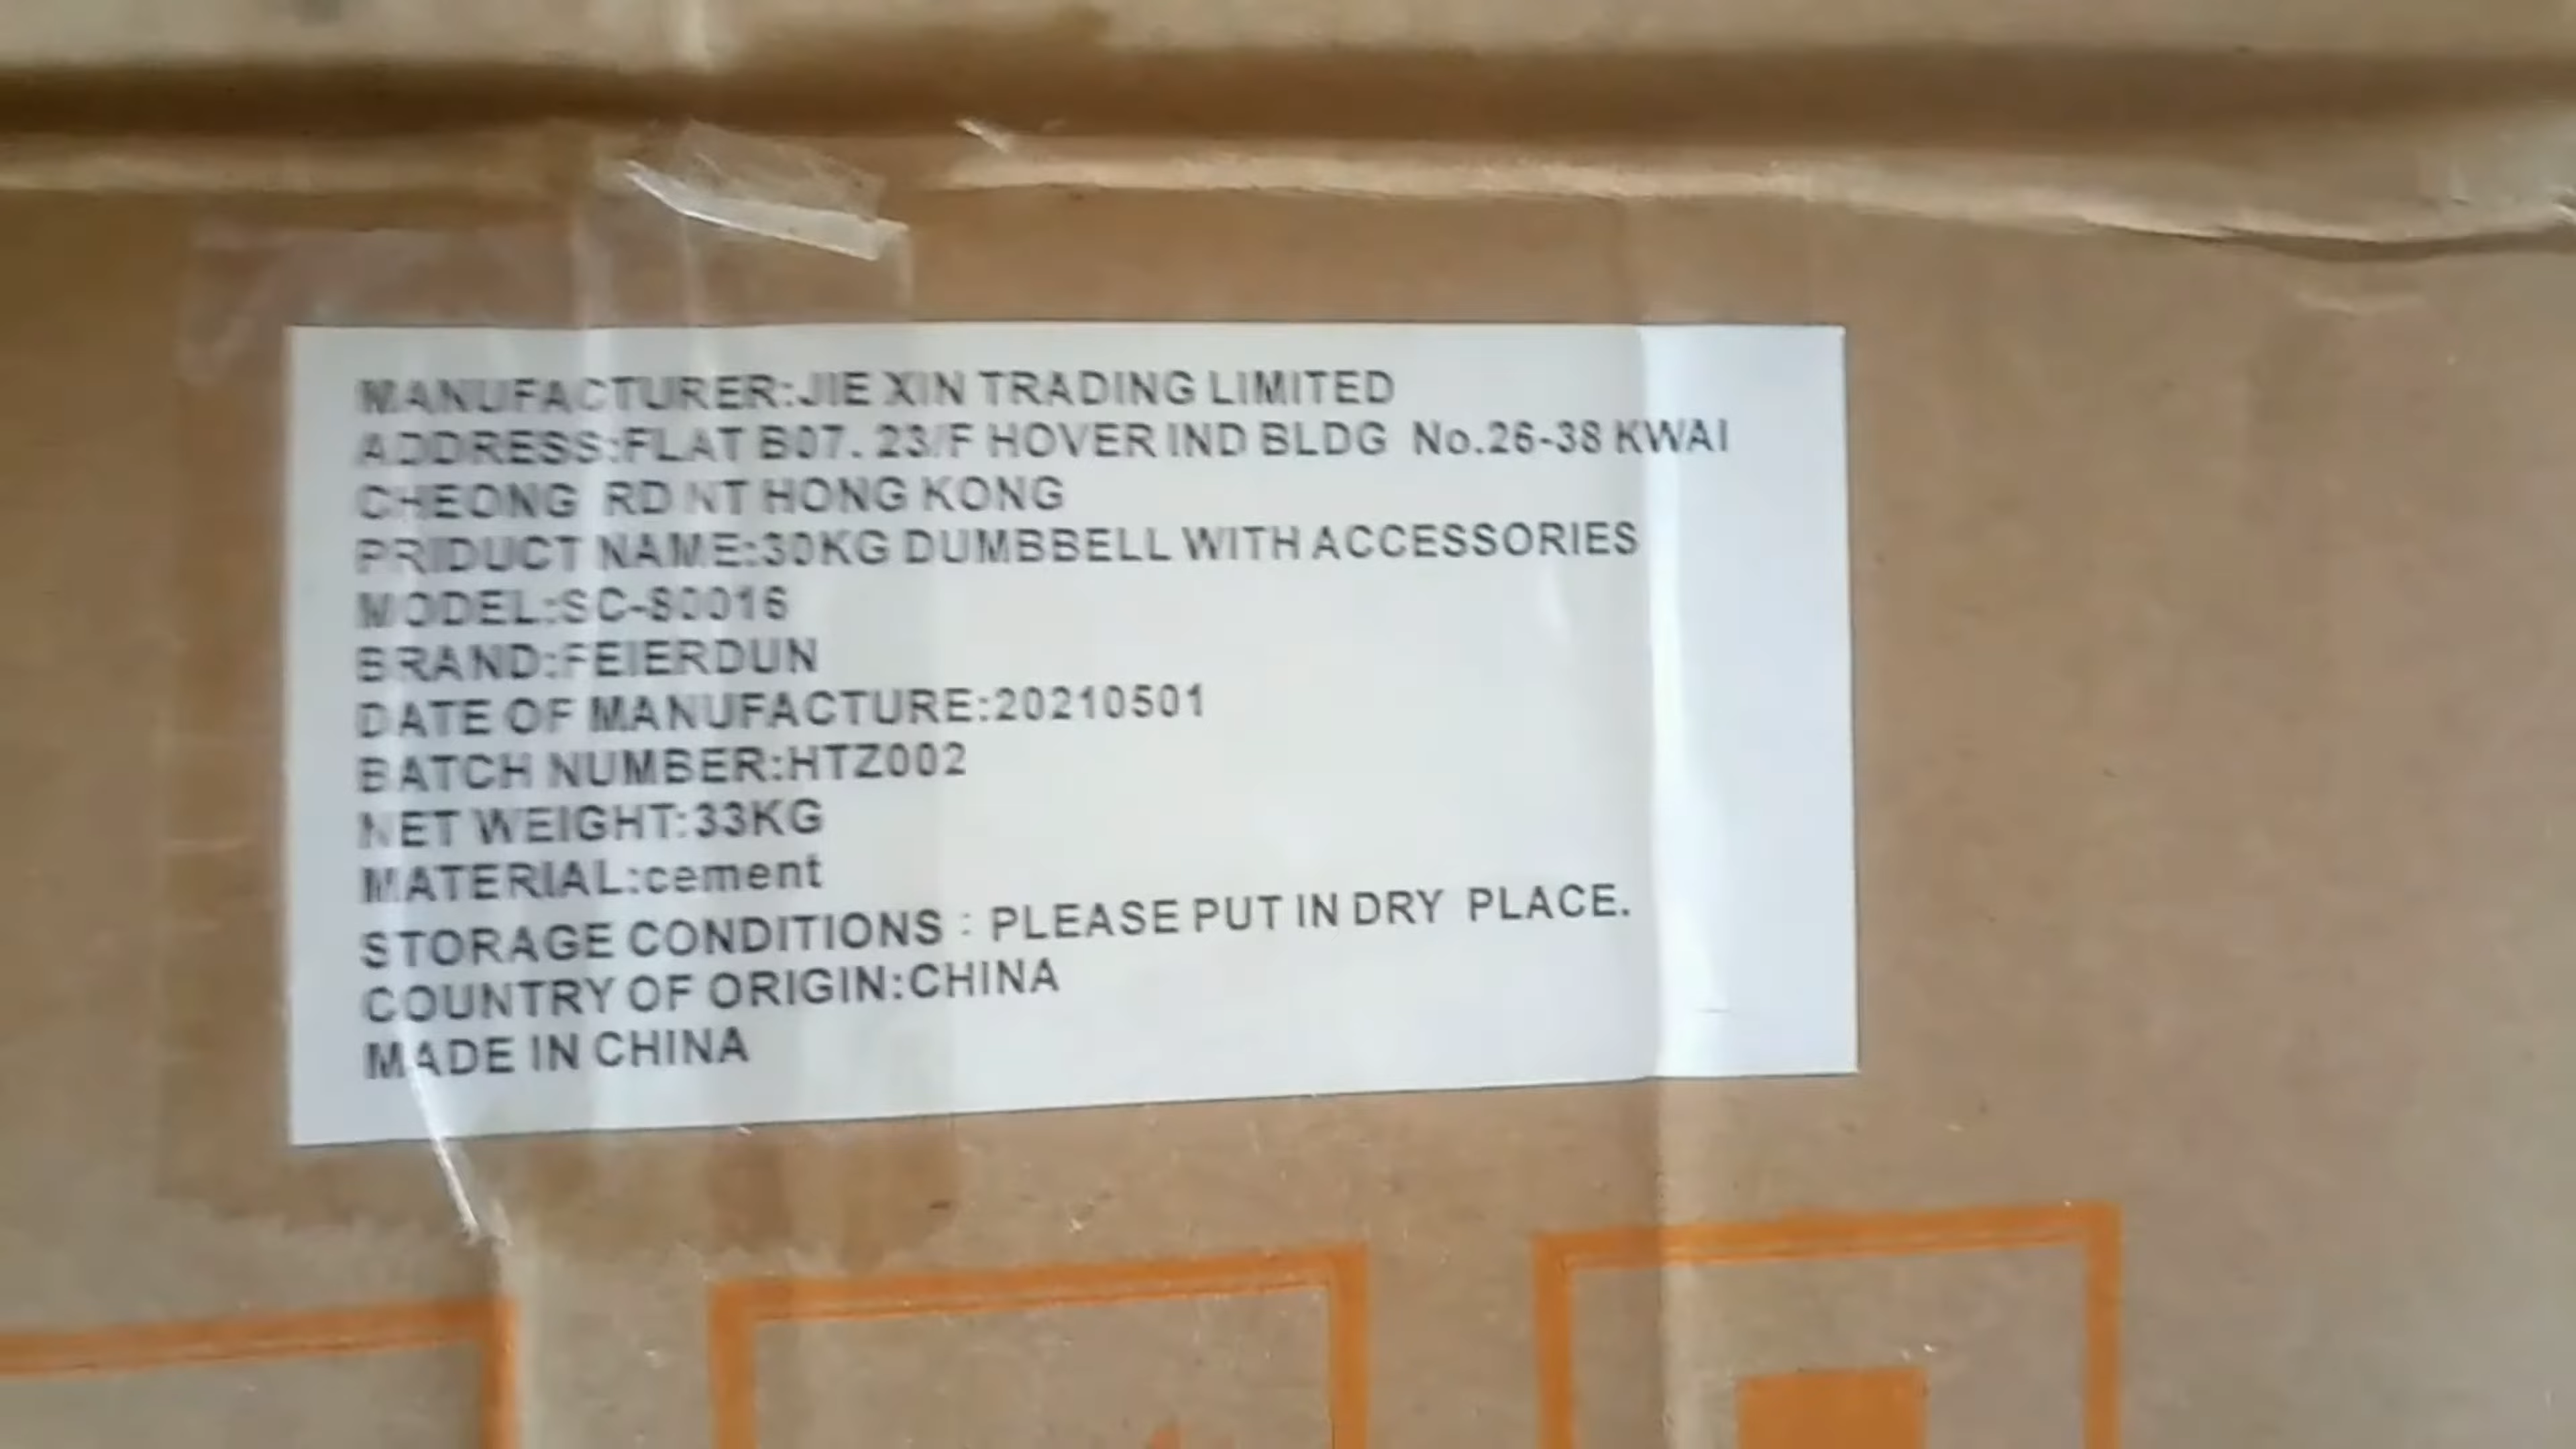 MANUFACTURER:JIE XIN TRADING LIMITED
ADDRESS:FLAT B07. 23/F HOVER IND BLDG No.26-38 KWAI
CHEONG RD NT HONG KONG
PRIDUCT NAME:30KG DUMBBELL WITH ACCESSORIES
MODEL:SC-80016
BRAND:FEIERDUN
DATE OF MANUFACTURE:20210501
BATCH NUMBER:HTZ002
NET WEIGHT:33KG
MATERIAL:cement
STORAGE CONDITIONS : PLEASE PUT IN DRY PLACE.
COUNTRY OF ORIGIN:CHINA
MADE IN CHINA